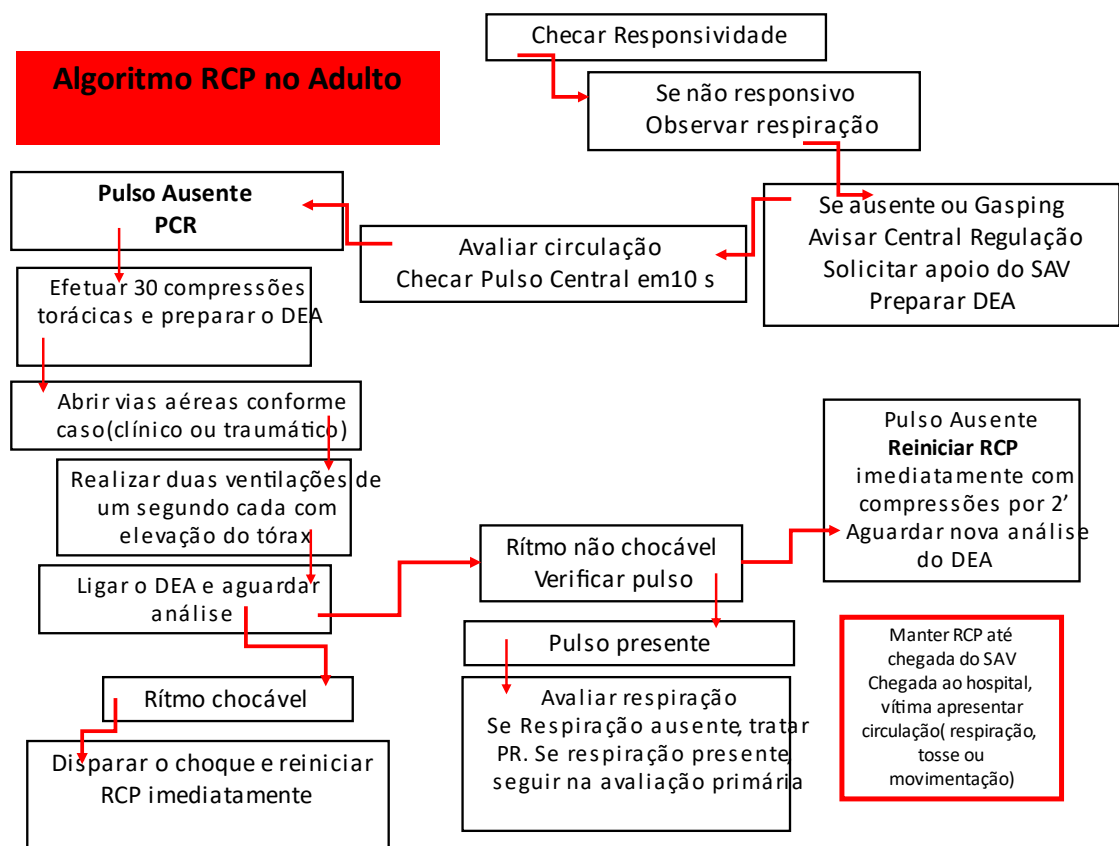 Algoritmo RCP no Adulto
Checar Responsividade
Se não responsivo
Observar respiração
Se ausente ou Gasping
Avisar Central Regulação
Solicitar apoio do SAV
Preparar DEA
Avaliar circulação
Checar Pulso Central em10 s
Pulso Ausente
PCR
Efetuar 30 compressões
torácicas e preparar o DEA
Abrir vias aéreas conforme
caso(clínico ou traumático)
Realizar duas ventilações de
um segundo cada com
elevação do tórax
Ligar o DEA e aguardar
análise
Rítmo chocável
Disparar o choque e reiniciar
RCP imediatamente
Rítmo não chocável
Verificar pulso
Pulso presente
Avaliar respiração
Se Respiração ausente, tratar
PR. Se respiração presente,
seguir na avaliação primária
Pulso Ausente
Reiniciar RCP
imediatamente com
compressões por 2’
Aguardar nova análise
do DEA
Manter RCP até
chegada do SAV
Chegada ao hospital,
vítima apresentar
circulação( respiração,
tosse ou
movimentação)